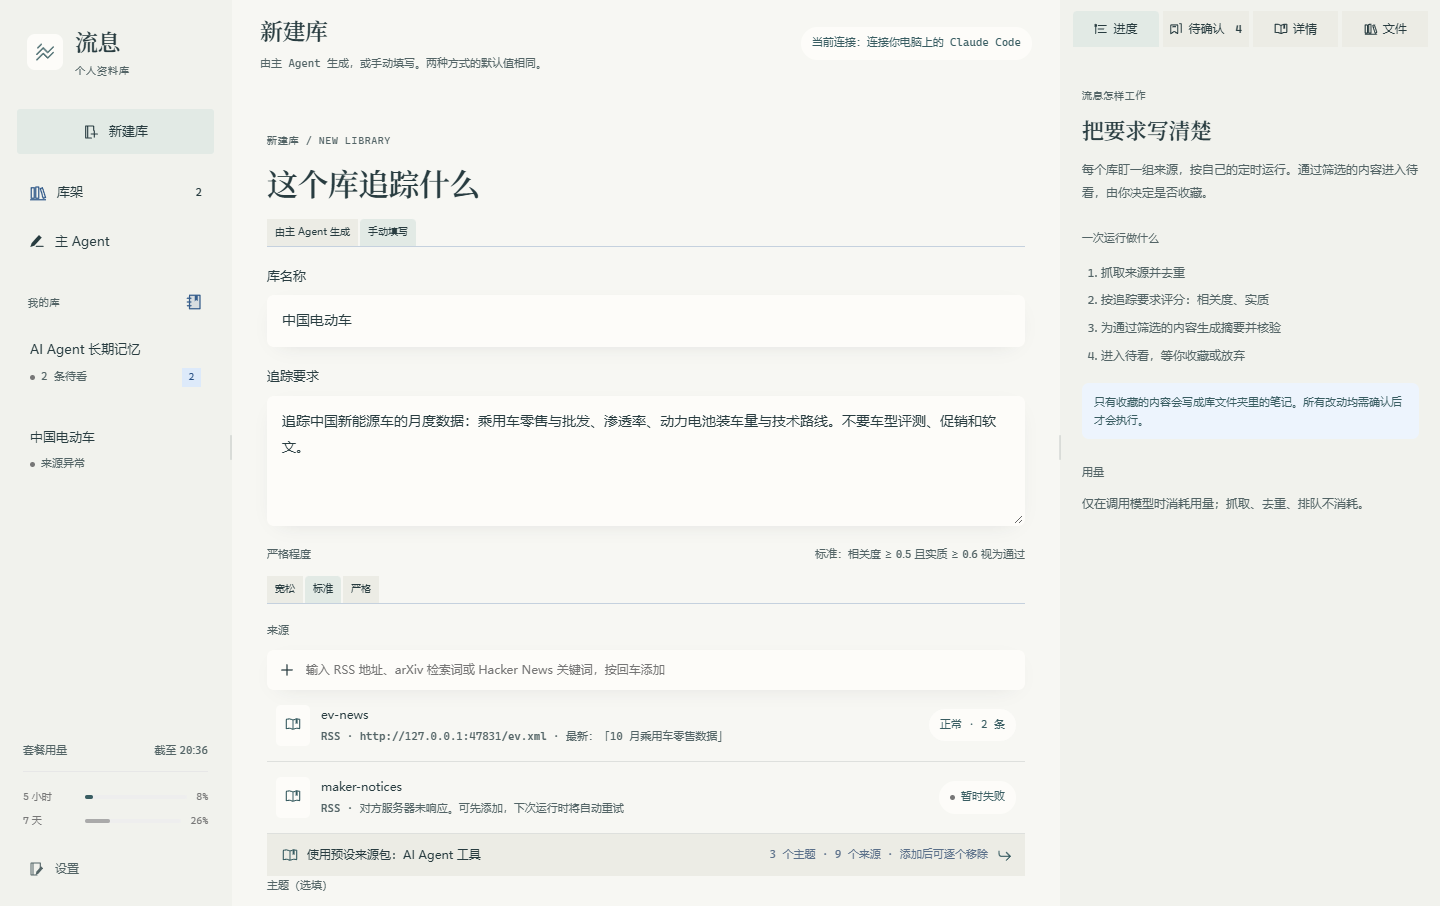 流息
个人资料库
新建库
库架 2
主 Agent
我的库
AI Agent 长期记忆
2 条待看 2
中国电动车
来源异常
套餐用量 截至 20:36
5 小时 8%
7 天 26%
设置
新建库
由主 Agent 生成，或手动填写。两种方式的默认值相同。
当前连接：连接你电脑上的 Claude Code
新建库 / NEW LIBRARY
这个库追踪什么
由主 Agent 生成 手动填写
库名称
中国电动车
追踪要求
追踪中国新能源车的月度数据：乘用车零售与批发、渗透率、动力电池装车量与技术路线。不要车型评测、促销和软
文。
严格程度 标准：相关度 ≥ 0.5 且实质 ≥ 0.6 视为通过
宽松 标准 严格
来源
输入 RSS 地址、arXiv 检索词或 Hacker News 关键词，按回车添加
ev-news
RSS · http://127.0.0.1:47831/ev.xml · 最新：「10 月乘用车零售数据」
正常 · 2 条
maker-notices
RSS · 对方服务器未响应。可先添加，下次运行时将自动重试
暂时失败
使用预设来源包：AI Agent 工具 3 个主题 · 9 个来源 · 添加后可逐个移除
主题（选填）
进度 待确认 4 详情 文件
流息怎样工作
把要求写清楚
每个库盯一组来源，按自己的定时运行。通过筛选的内容进入待
看，由你决定是否收藏。
一次运行做什么
1. 抓取来源并去重
2. 按追踪要求评分：相关度、实质
3. 为通过筛选的内容生成摘要并核验
4. 进入待看，等你收藏或放弃
只有收藏的内容会写成库文件夹里的笔记。所有改动均需确认后
才会执行。
用量
仅在调用模型时消耗用量；抓取、去重、排队不消耗。